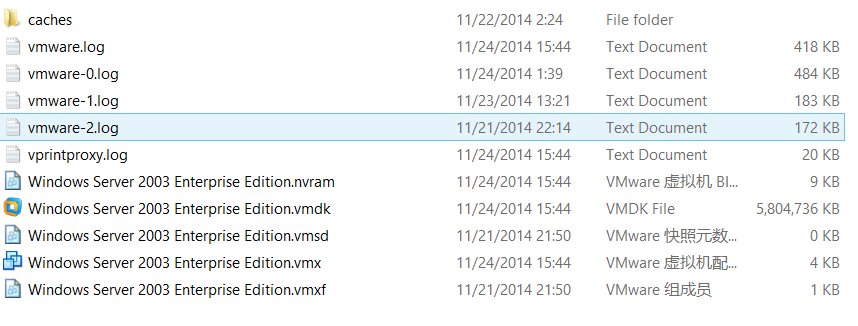 caches 11/22/2014 2:24 File folder
vmware.log 11/24/2014 15:44 Text Document 418 KB
vmware-0.log 11/24/2014 1:39 Text Document 484 KB
vmware-1.log 11/23/2014 13:21 Text Document 183 KB
vmware-2.log 11/21/2014 22:14 Text Document 172 KB
vprintproxy.log 11/24/2014 15:44 Text Document 20 KB
Windows Server 2003 Enterprise Edition.nvram 11/24/2014 15:44 VMware 虚拟机 BI... 9 KB
Windows Server 2003 Enterprise Edition.vmdk 11/24/2014 15:44 VMDK File 5,804,736 KB
Windows Server 2003 Enterprise Edition.vmsd 11/21/2014 21:50 VMware 快照元数... 0 KB
Windows Server 2003 Enterprise Edition.vmx 11/24/2014 15:44 VMware 虚拟机配... 4 KB
Windows Server 2003 Enterprise Edition.vmxf 11/21/2014 21:50 VMware 组成员 1 KB